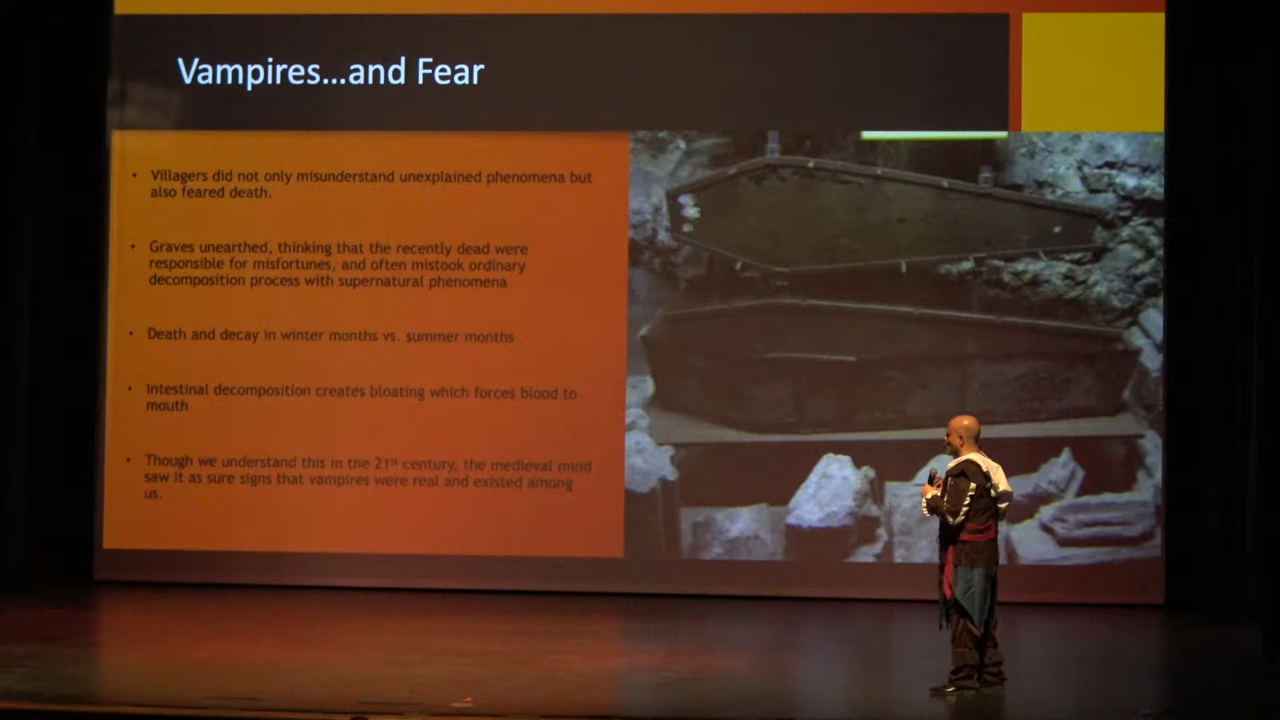 Vampires...and Fear
• Villagers did not only misunderstand unexplained phenomena but
also feared death.
• Graves unearthed, thinking that the recently dead were
responsible for misfortunes, and often mistook ordinary
decomposition process with supernatural phenomena
• Death and decay in winter months vs. summer months
• Intestinal decomposition creates bloating which forces blood to
mouth
• Though we understand this in the 21st century, the medieval mind
saw it as sure signs that vampires were real and existed among
us.